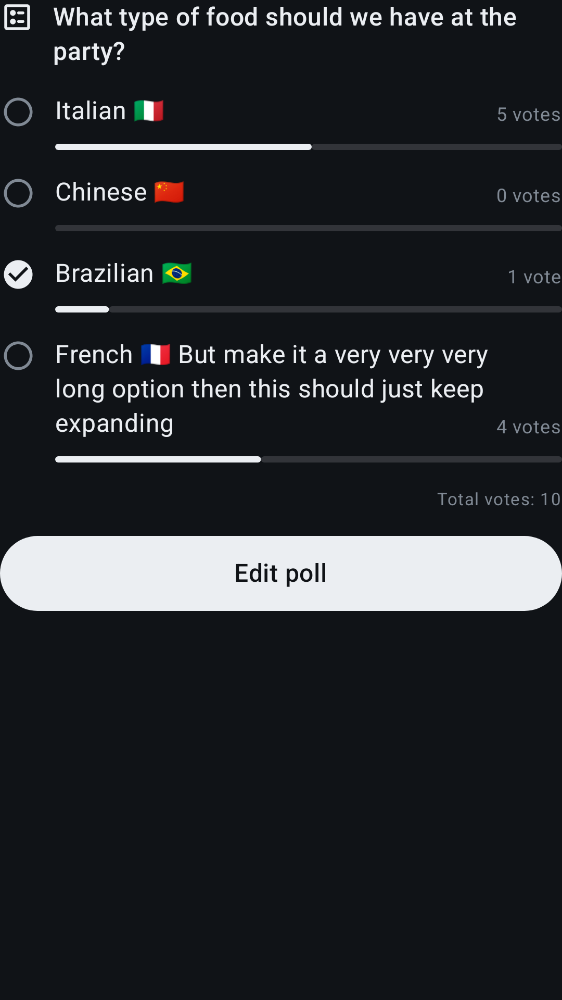 What type of food should we have at the
party?
Italian 🇮🇹
5 votes
Chinese 🇨🇳
0 votes
Brazilian 🇧🇷
1 vote
French 🇫🇷 But make it a very very very
long option then this should just keep
expanding
4 votes
Total votes: 10
Edit poll